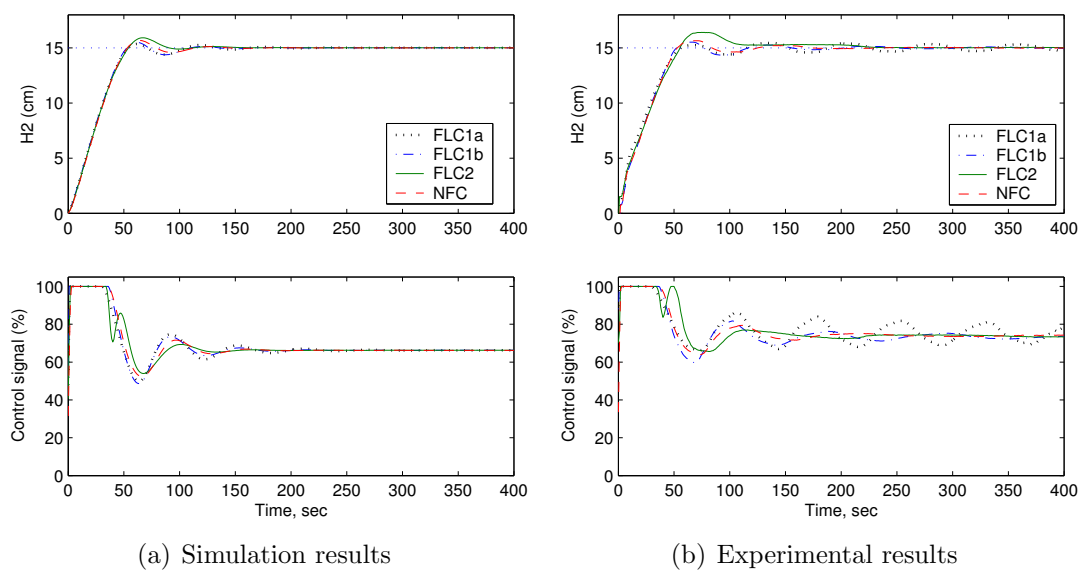 20
15
10
5
0
H2 (cm)
0 50 100 150 200 250 300 350 400
FLC1a
FLC1b
FLC2
NFC
20
15
10
5
0
H2 (cm)
0 50 100 150 200 250 300 350 400
FLC1a
FLC1b
FLC2
NFC
100
80
60
40
20
0
Control signal (%)
0 50 100 150 200 250 300 350 400
Time, sec
100
80
60
40
20
0
Control signal (%)
0 50 100 150 200 250 300 350 400
Time, sec
(a) Simulation results
(b) Experimental results